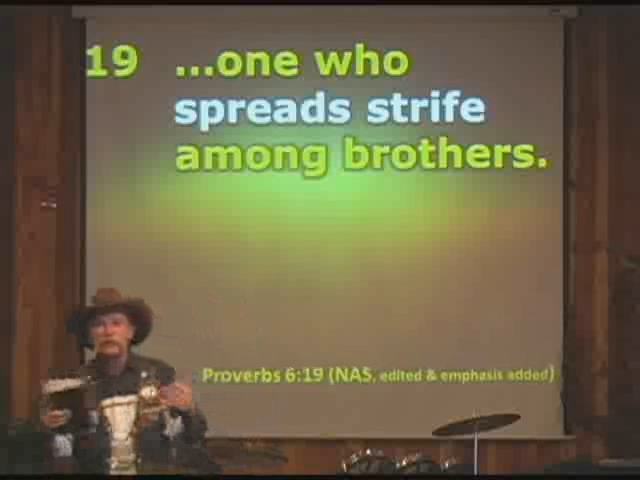 19 ...one who
spreads strife
among brothers.
Proverbs 6:19 (NAS, edited & emphasis added)